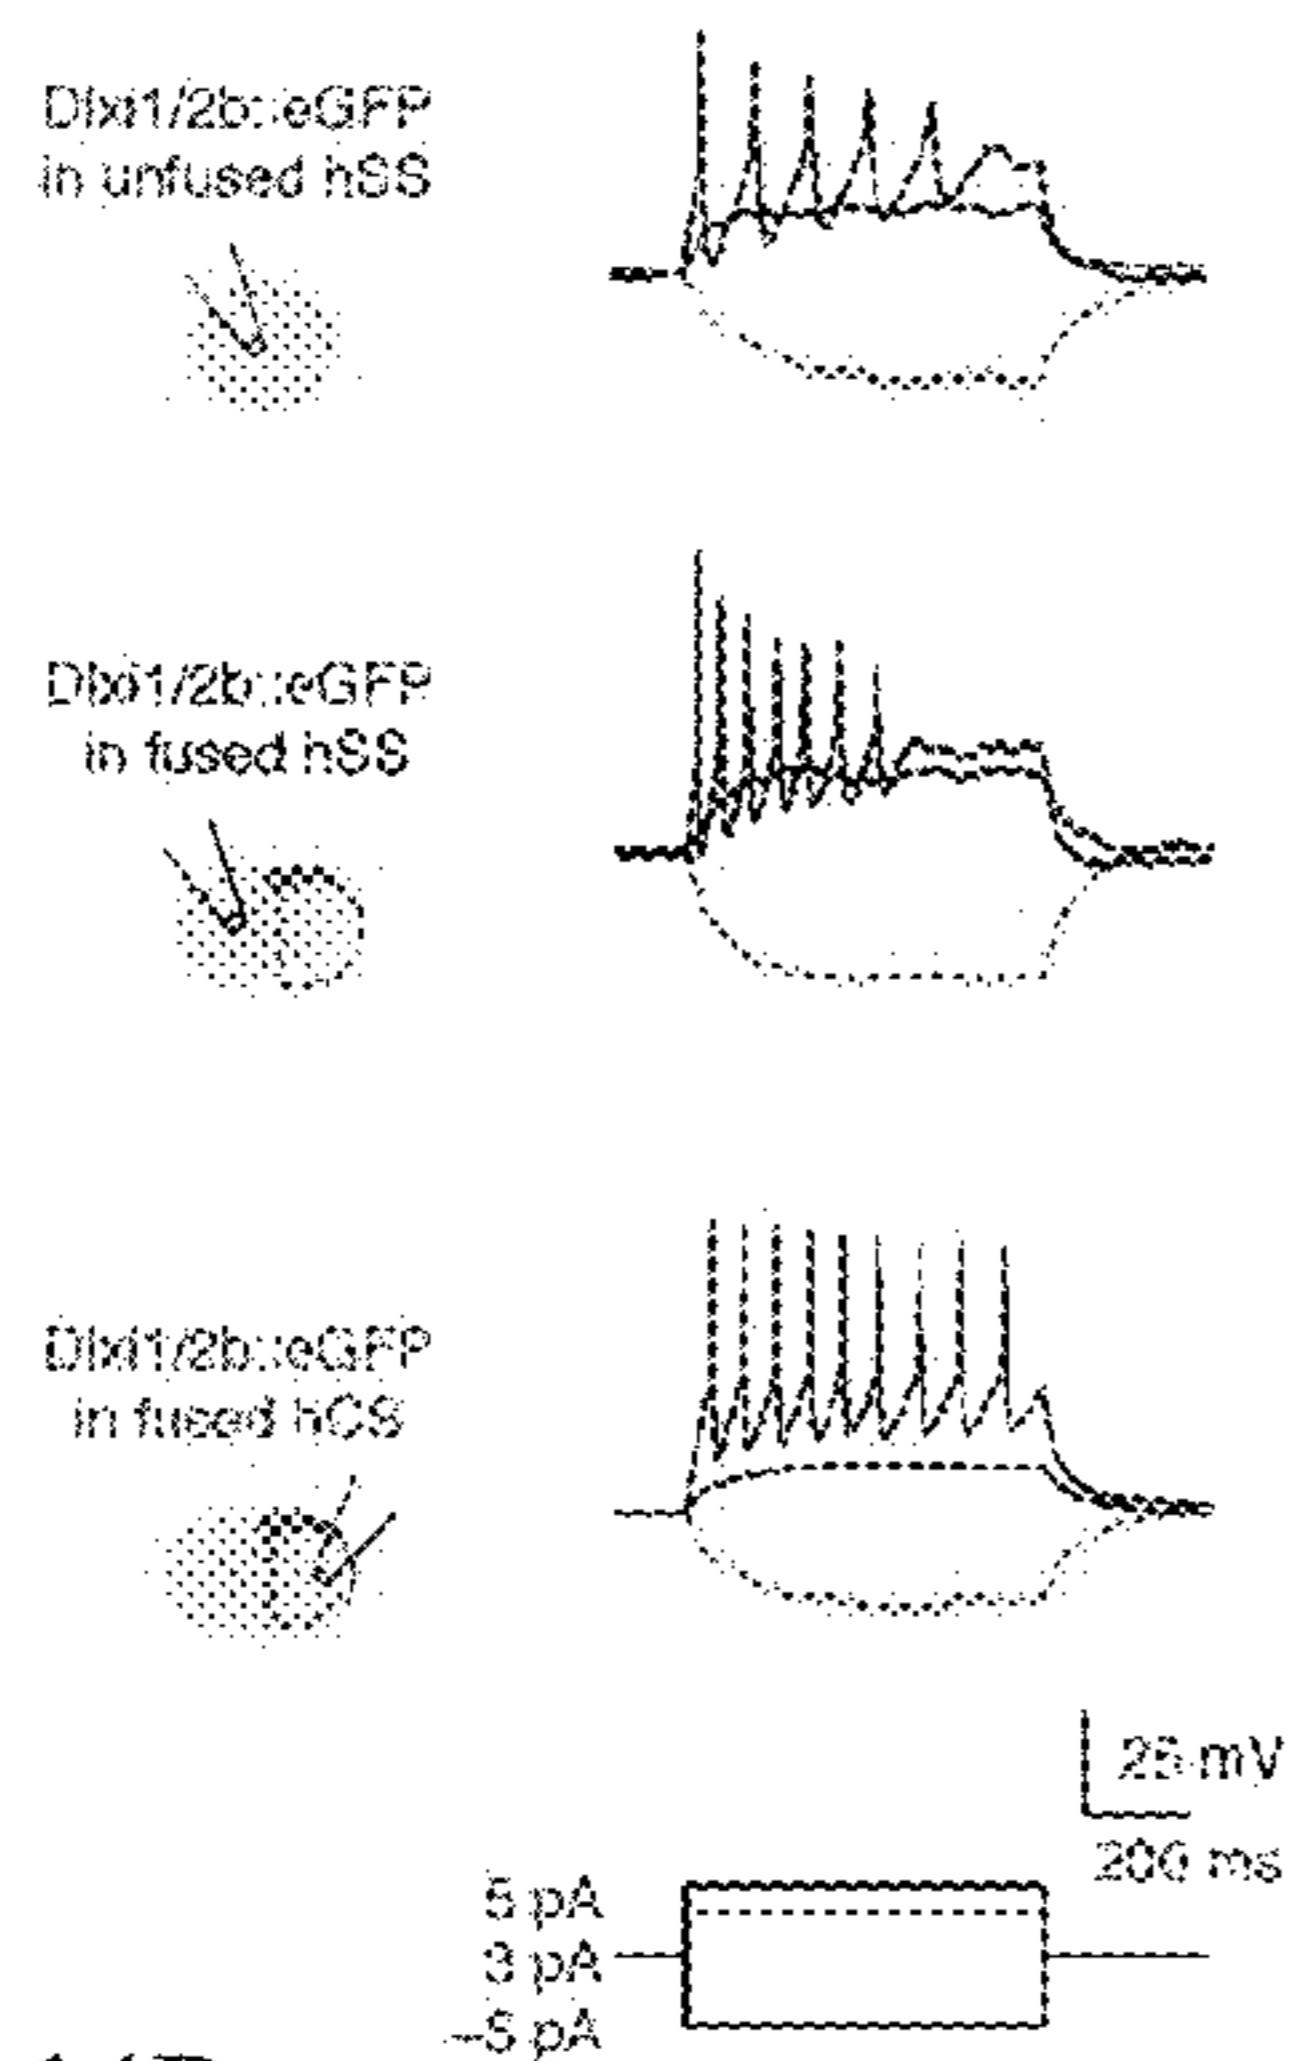 Dlxi1/2b::eGFP
in unfused hSS
Dlxi1/2b::eGFP
in fused hSS
Dlxi1/2b::eGFP
in fused hCS
25 mV
200 ms
5 pA
3 pA
−5 pA